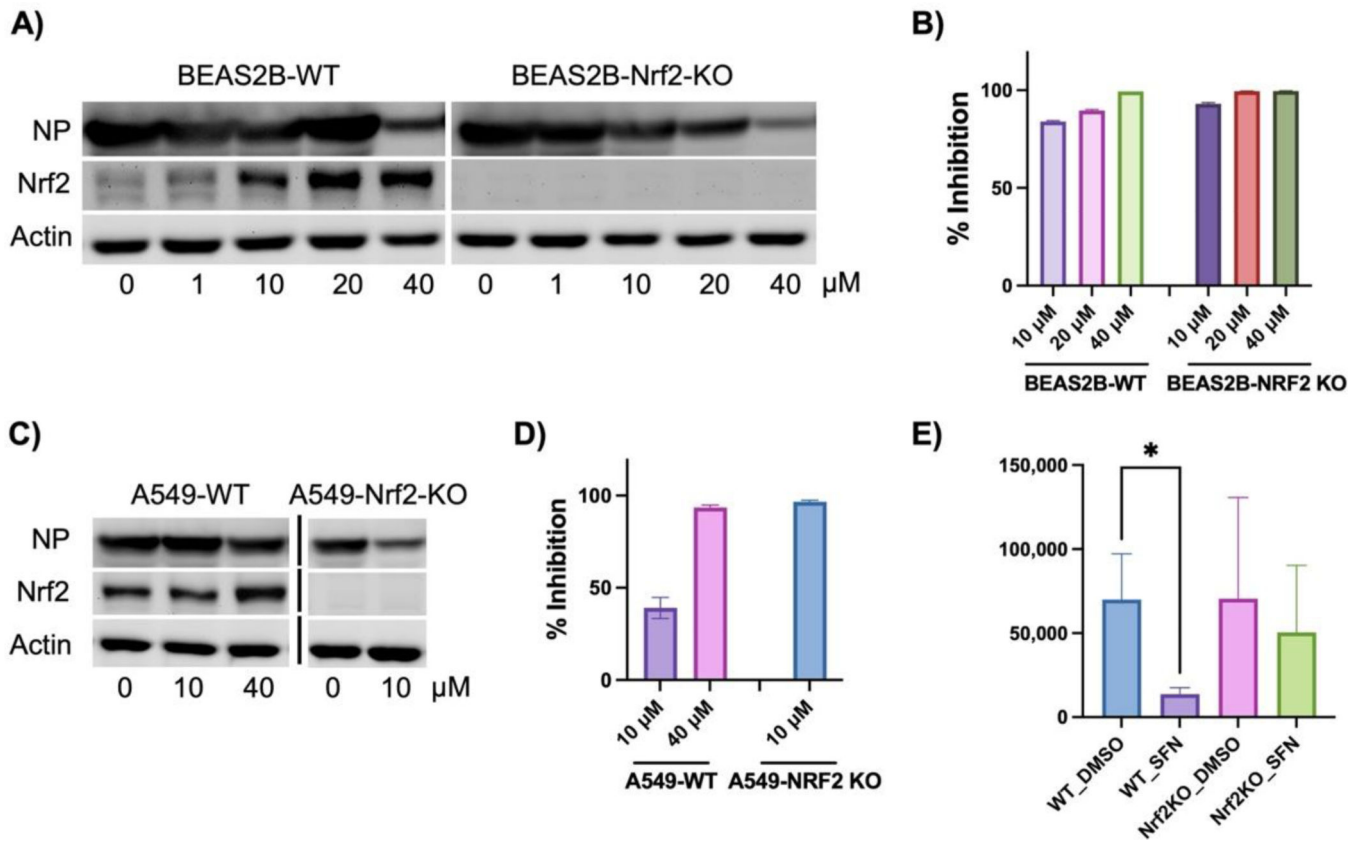 A)
BEAS2B-WT BEAS2B-Nrf2-KO
NP
Nrf2
Actin
0 1 10 20 40 0 1 10 20 40 µM
B)
% Inhibition
100
50
0
10 µM 20 µM 40 µM 10 µM 20 µM 40 µM
BEAS2B-WT BEAS2B-NRF2 KO
C)
A549-WT A549-Nrf2-KO
NP
Nrf2
Actin
0 10 40 0 10 µM
D)
% Inhibition
100
50
0
10 µM 40 µM 10 µM
A549-WT A549-NRF2 KO
E)
150,000
100,000
50,000
0
*
WT_DMSO WT_SFN Nrf2KO_DMSO Nrf2KO_SFN